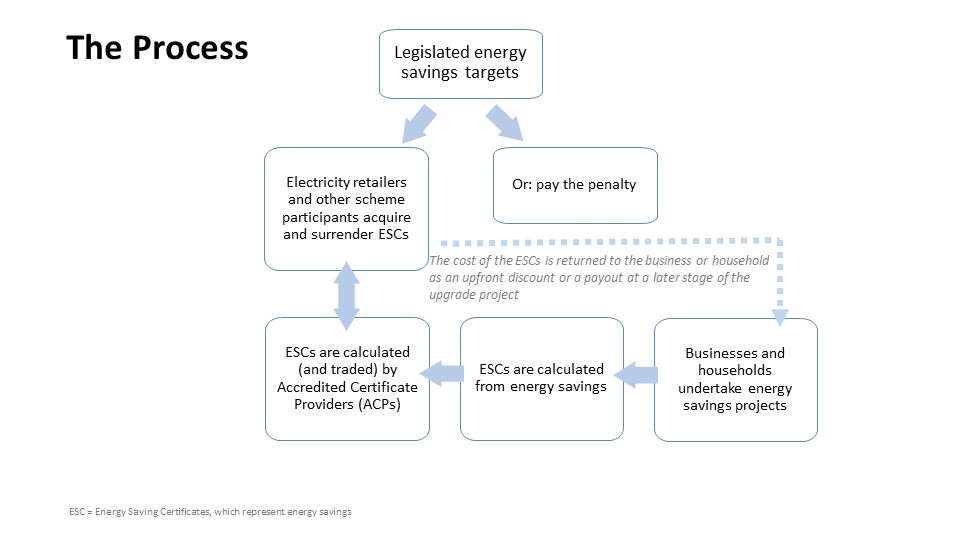 The Process
Legislated energy
savings targets
Electricity retailers
and other scheme
participants acquire
and surrender ESCs
Or: pay the penalty
The cost of the ESCs is returned to the business or household
as an upfront discount or a payout at a later stage of the
upgrade project
ESCs are calculated
(and traded) by
Accredited Certificate
Providers (ACPs)
ESCs are calculated
from energy savings
Businesses and
households
undertake energy
savings projects
ESC = Energy Saving Certificates, which represent energy savings